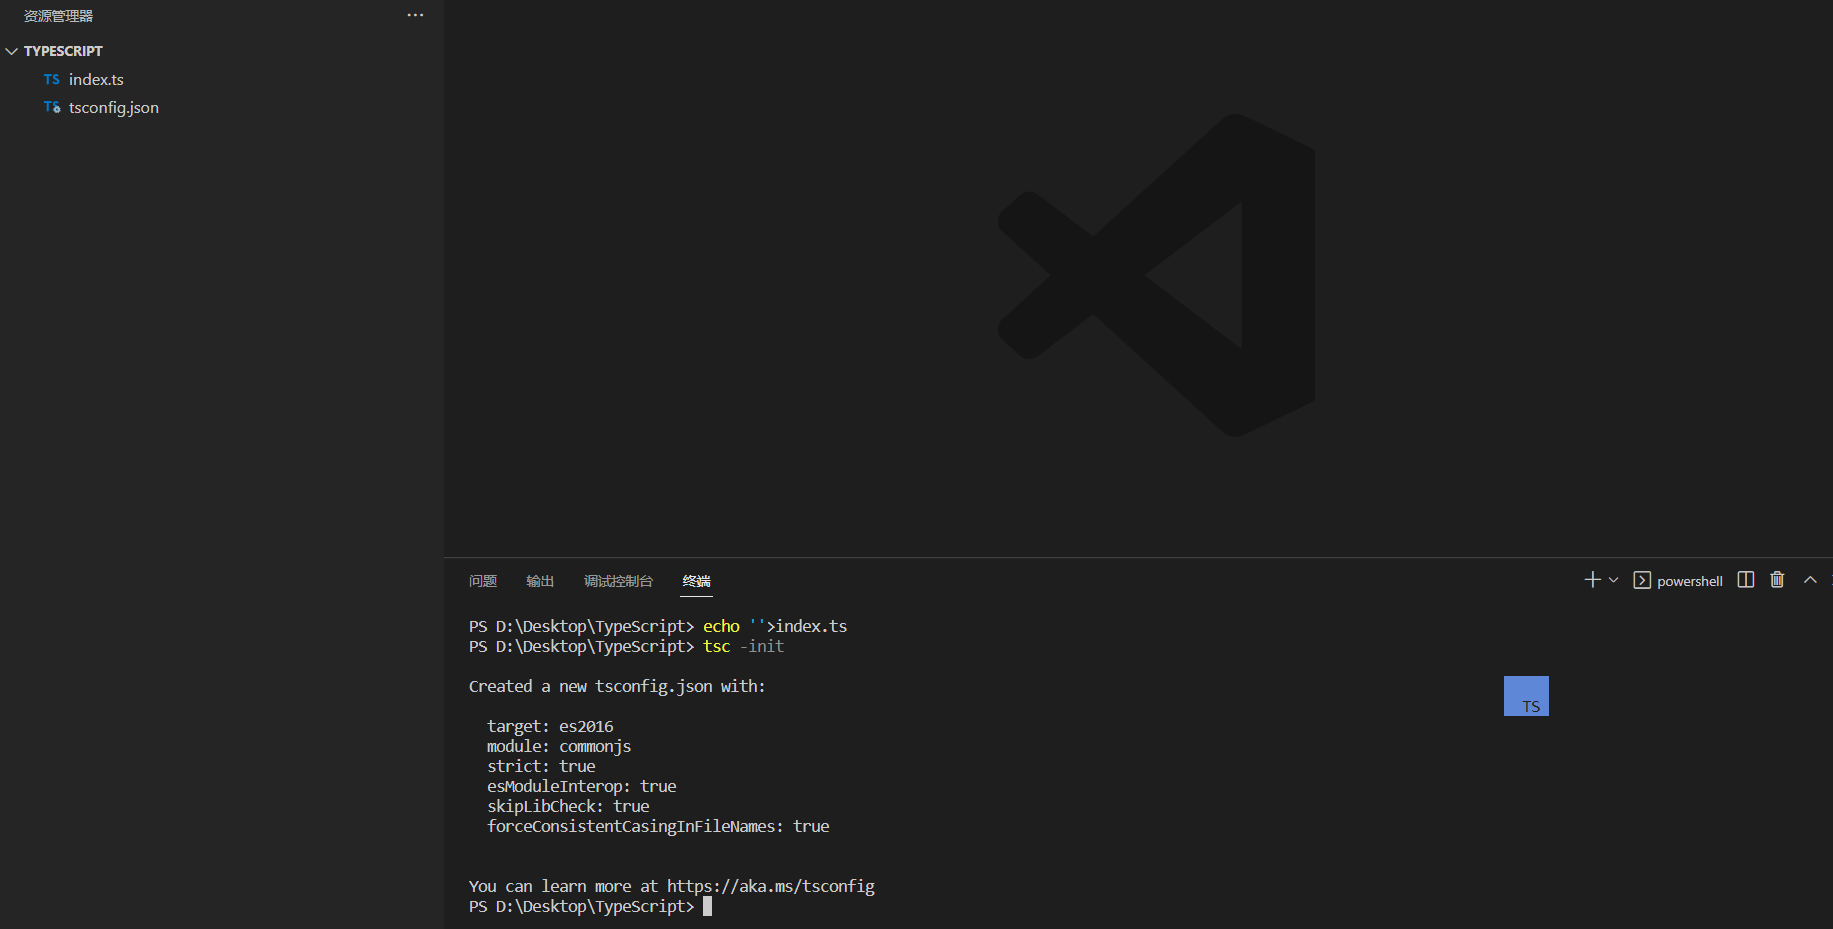 资源管理器
TYPESCRIPT
TS index.ts
TS tsconfig.json
问题 输出 调试控制台 终端 powershell
PS D:\Desktop\TypeScript> echo ''>index.ts
PS D:\Desktop\TypeScript> tsc -init
Created a new tsconfig.json with:
TS
target: es2016
module: commonjs
strict: true
esModuleInterop: true
skipLibCheck: true
forceConsistentCasingInFileNames: true
You can learn more at https://aka.ms/tsconfig
PS D:\Desktop\TypeScript>